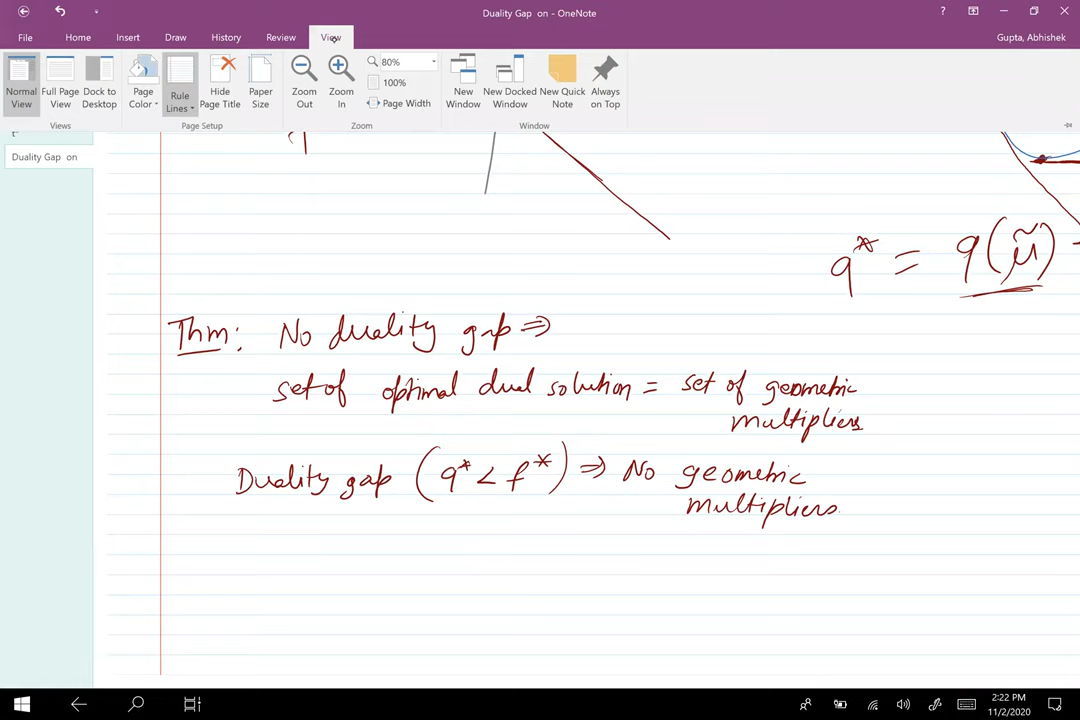 Duality Gap on - OneNote
File Home Insert Draw History Review View
Gupta, Abhishek
Normal View
Full Page View
Dock to Desktop
Views
Page Color
Rule Lines
Hide Page Title
Paper Size
Page Setup
Zoom Out
Zoom In
80%
100%
Page Width
Zoom
New Window
New Docked Window
New Quick Note
Always on Top
Window
Duality Gap on
q* = q(μ̃)
Thm: No duality gap ⇒
set of optimal dual solution = set of geometric
multipliers
Duality gap (q* < f*) ⇒ No geometric
multipliers.
2:22 PM
11/2/2020